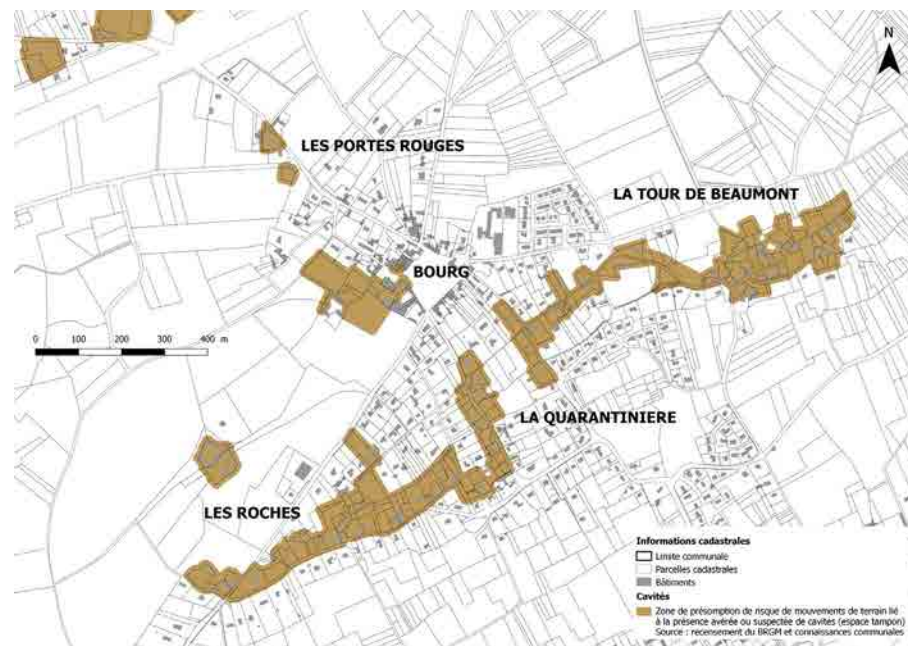 N
LES PORTES ROUGES
LA TOUR DE BEAUMONT
BOURG
0 100 200 300 400 m
LA QUARANTINIERE
LES ROCHES
Informations cadastrales
Limite communale
Parcelles cadastrales
Bâtiments
Cavités
Zone de présomption de risque de mouvements de terrain lié
à la présence avérée ou suspectée de cavités (espace tampon)
Source : recensement du BRGM et connaissances communales